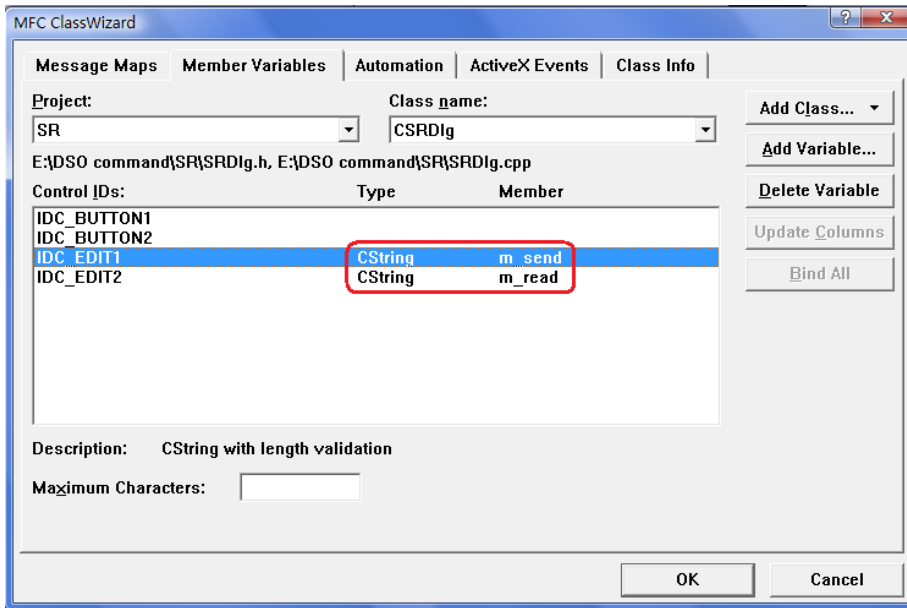 MFC ClassWizard
Message Maps Member Variables Automation ActiveX Events Class Info
Project: Class name:
SR CSRDlg
E:\DSO command\SR\SRDlg.h, E:\DSO command\SR\SRDlg.cpp
Control IDs: Type Member
IDC_BUTTON1
IDC_BUTTON2
IDC_EDIT1 CString m_send
IDC_EDIT2 CString m_read
Add Class...
Add Variable...
Delete Variable
Update Columns
Bind All
Description: CString with length validation
Maximum Characters:
OK Cancel